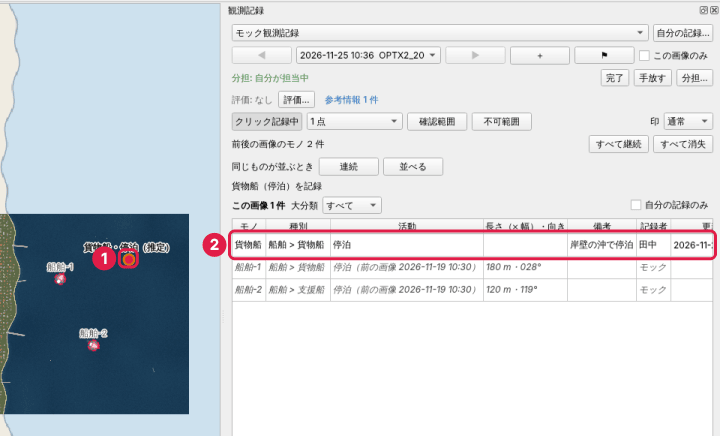 観測記録
モック観測記録
自分の記録...
2026-11-25 10:36 OPTX2_20
+
この画像のみ
分担: 自分が担当中
完了
手放す
分担...
評価: なし
評価...
参考情報 1 件
クリック記録中
1 点
確認範囲
不可範囲
印
通常
前後の画像のモノ 2 件
すべて継続
すべて消失
同じものが並ぶとき
連続
並べる
貨物船（停泊）を記録
この画像 1 件
大分類
すべて
自分の記録のみ
モノ 種別 活動 長さ（× 幅）・向き 備考 記録者 更
貨物船 船舶 > 貨物船 停泊 岸壁の沖で停泊 田中 2026-11-
船舶-1 船舶 > 貨物船 停泊（前の画像 2026-11-19 10:30） 180 m・028° モック
船舶-2 船舶 > 支援船 停泊（前の画像 2026-11-19 10:30） 120 m・119° モック
貨物船・停泊（推定）
1
2
船舶-1
船舶-2